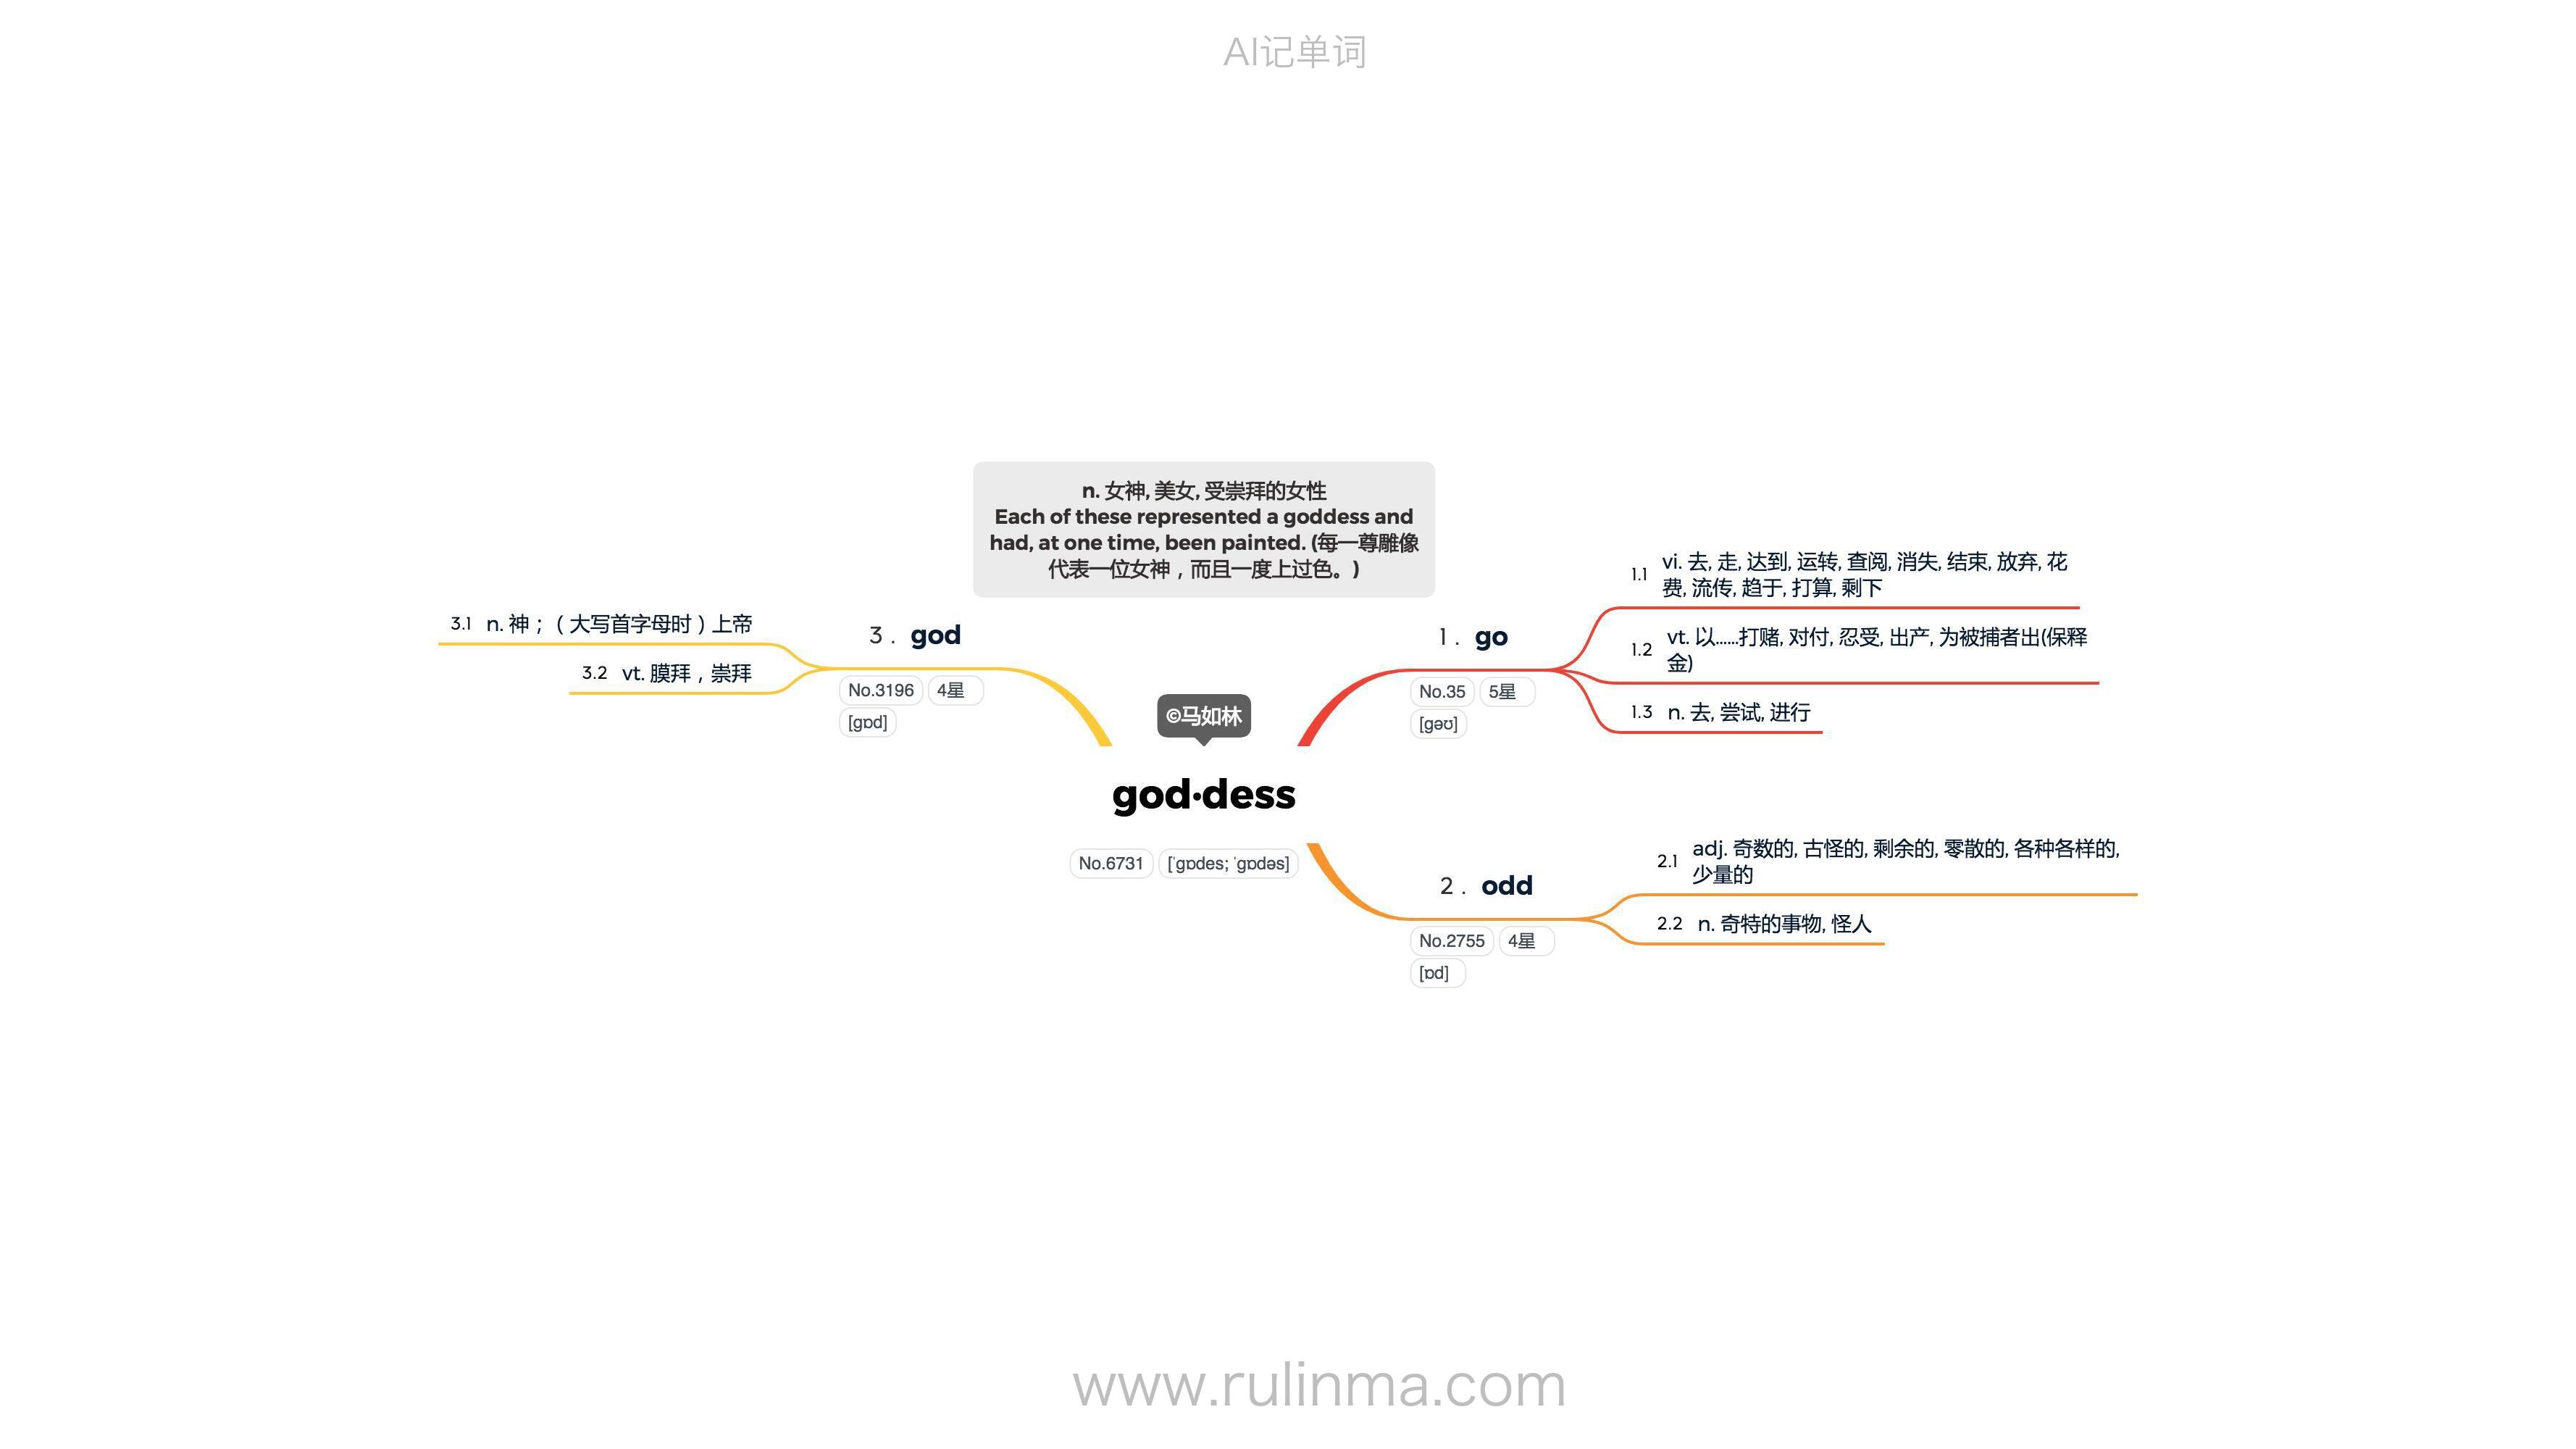 AI记单词
n. 女神, 美女, 受崇拜的女性
Each of these represented a goddess and
had, at one time, been painted. (每一尊雕像
代表一位女神，而且一度上过色。)
©马如林
god·dess
No.6731 [ˈɡɒdes; ˈɡɒdəs]
1. go
No.35 5星
[ɡəʊ]
1.1 vi. 去, 走, 达到, 运转, 查阅, 消失, 结束, 放弃, 花
费, 流传, 趋于, 打算, 剩下
1.2 vt. 以……打赌, 对付, 忍受, 出产, 为被捕者出(保释
金)
1.3 n. 去, 尝试, 进行
2. odd
No.2755 4星
[ɒd]
2.1 adj. 奇数的, 古怪的, 剩余的, 零散的, 各种各样的,
少量的
2.2 n. 奇特的事物, 怪人
3. god
No.3196 4星
[ɡɒd]
3.1 n. 神；（大写首字母时）上帝
3.2 vt. 膜拜，崇拜
www.rulinma.com